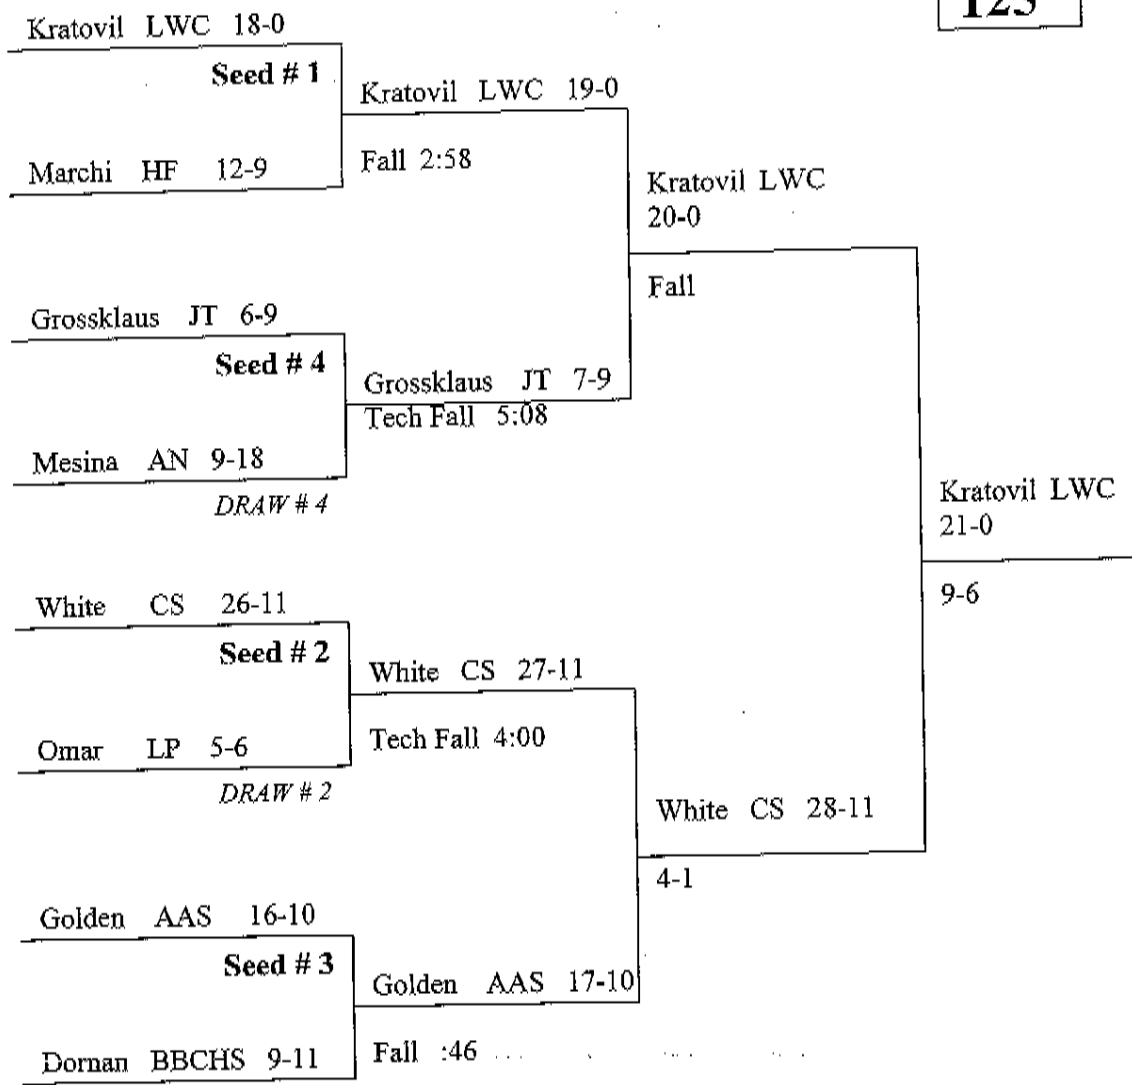 125
Kratovil LWC 18-0
Seed # 1
Kratovil LWC 19-0
Marchi HF 12-9
Fall 2:58
Kratovil LWC
20-0
Fall
Grossklaus JT 6-9
Seed # 4
Grossklaus JT 7-9
Tech Fall 5:08
Mesina AN 9-18
DRAW # 4
Kratovil LWC
21-0
9-6
White CS 26-11
Seed # 2
White CS 27-11
Omar LP 5-6
Tech Fall 4:00
DRAW # 2
White CS 28-11
4-1
Golden AAS 16-10
Seed # 3
Golden AAS 17-10
Dornan BBCHS 9-11
Fall :46